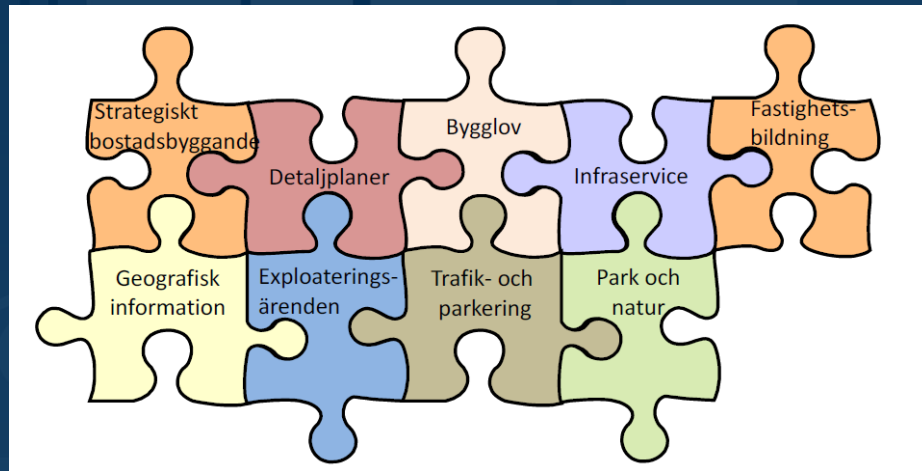 Strategiskt
bostadsbyggande
Detaljplaner
Bygglov
Infraservice
Fastighets-
bildning
Geografisk
information
Exploaterings-
ärenden
Trafik- och
parkering
Park och
natur